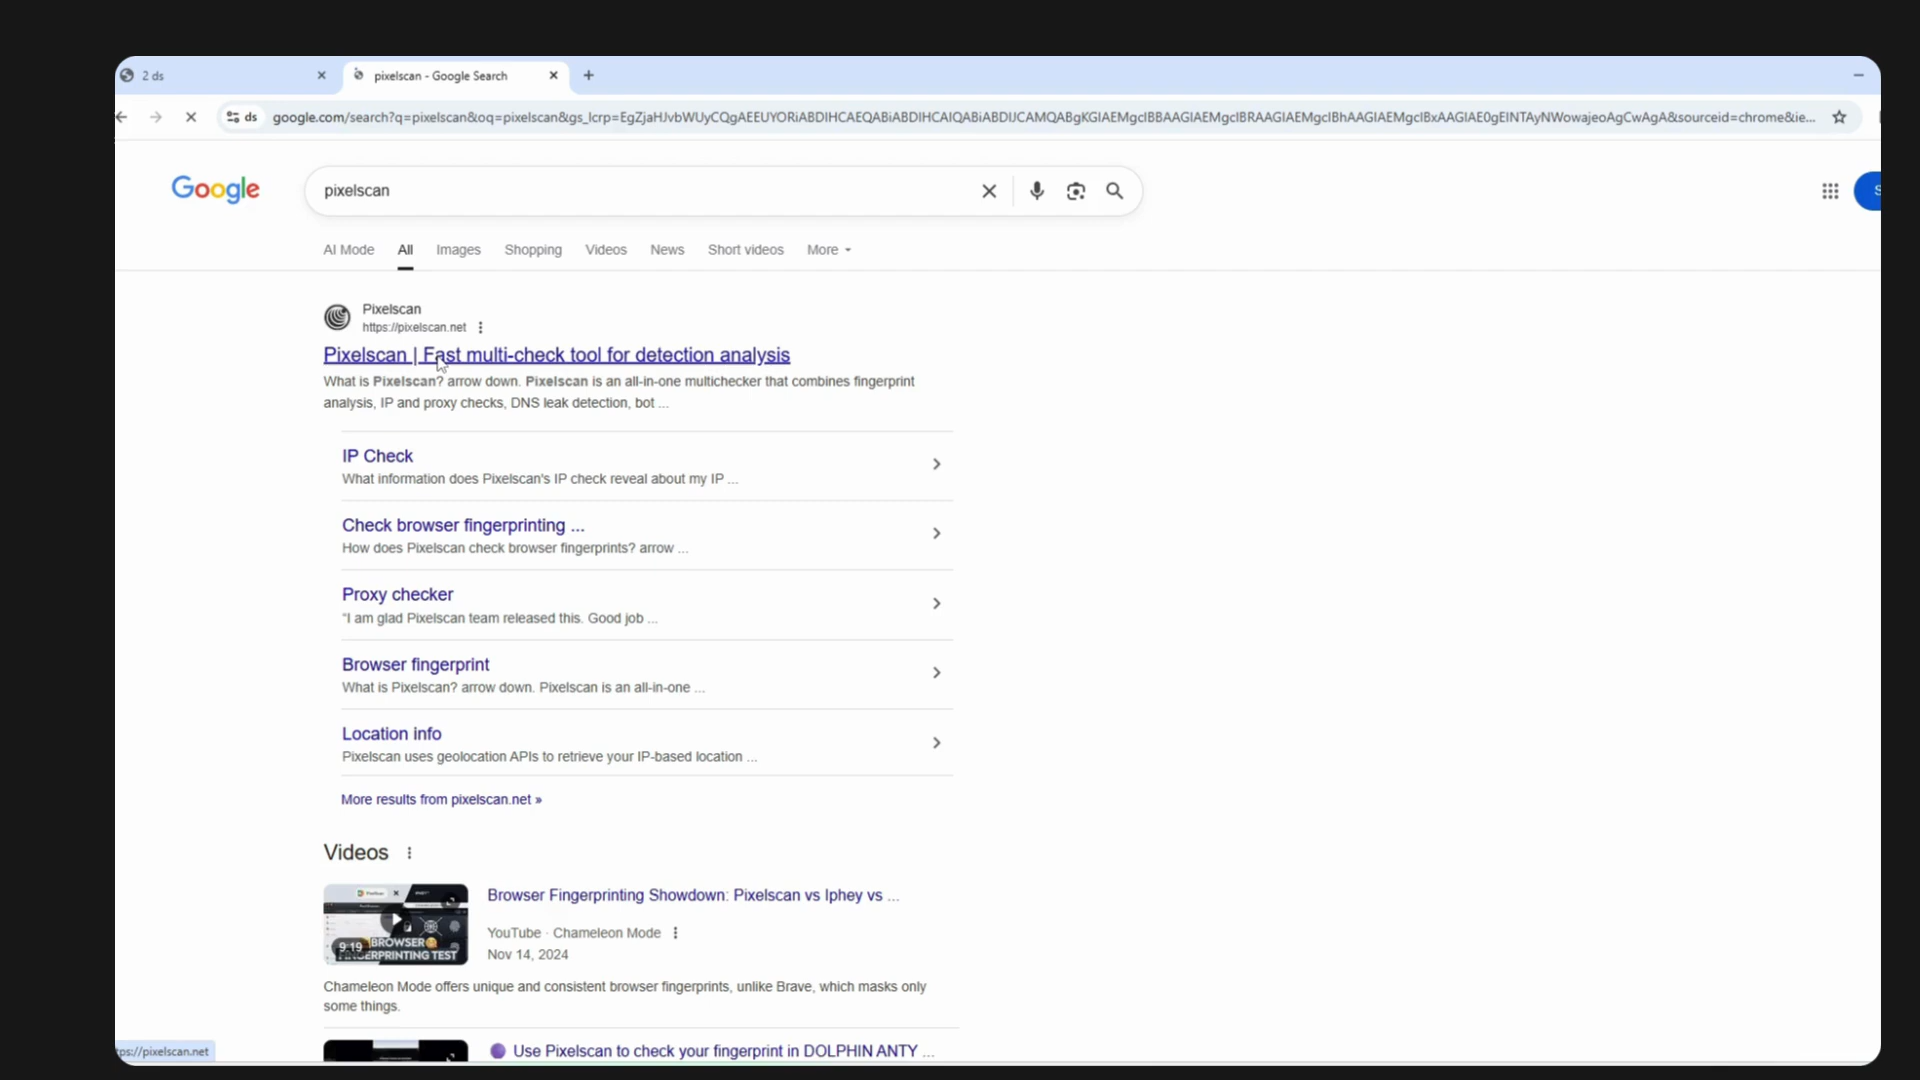 2 ds
pixelscan - Google Search
ds
google.com/search?q=pixelscan&oq=pixelscan&gs_lcrp=
Google
pixelscan
AI Mode
All
Images
Shopping
Videos
News
Short videos
More
Pixelscan
https://pixelscan.net
Pixelscan | Fast multi-check tool for detection analysis
What is Pixelscan? arrow down. Pixelscan is an all-in-one multichecker that combines fingerprint
analysis, IP and proxy checks, DNS leak detection, bot ...
IP Check
What information does Pixelscan's IP check reveal about my IP ...
Check browser fingerprinting ...
How does Pixelscan check browser fingerprints? arrow ...
Proxy checker
“I am glad Pixelscan team released this. Good job ...
Browser fingerprint
What is Pixelscan? arrow down. Pixelscan is an all-in-one ...
Location info
Pixelscan uses geolocation APIs to retrieve your IP-based location ...
More results from pixelscan.net »
Videos
9:19
BROWSER
FINGERPRINTING TEST
Browser Fingerprinting Showdown: Pixelscan vs Iphey vs ...
YouTube · Chameleon Mode
Nov 14, 2024
Chameleon Mode offers unique and consistent browser fingerprints, unlike Brave, which masks only
some things.
Use Pixelscan to check your fingerprint in DOLPHIN ANTY ...
tps://pixelscan.net